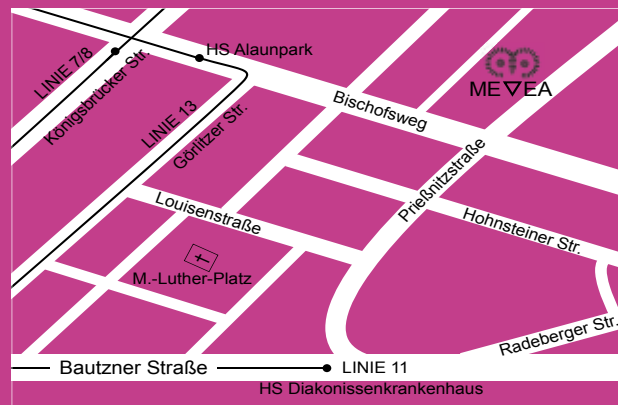 HS Alaunpark
LINIE 7/8
Königsbrücker Str.
LINIE 13
Görlitzer Str.
Bischofsweg
MEVEA
Prießnitzstraße
Louisenstraße
Hohnsteiner Str.
M.-Luther-Platz
Radeberger Str.
Bautzner Straße
LINIE 11
HS Diakonissenkrankenhaus